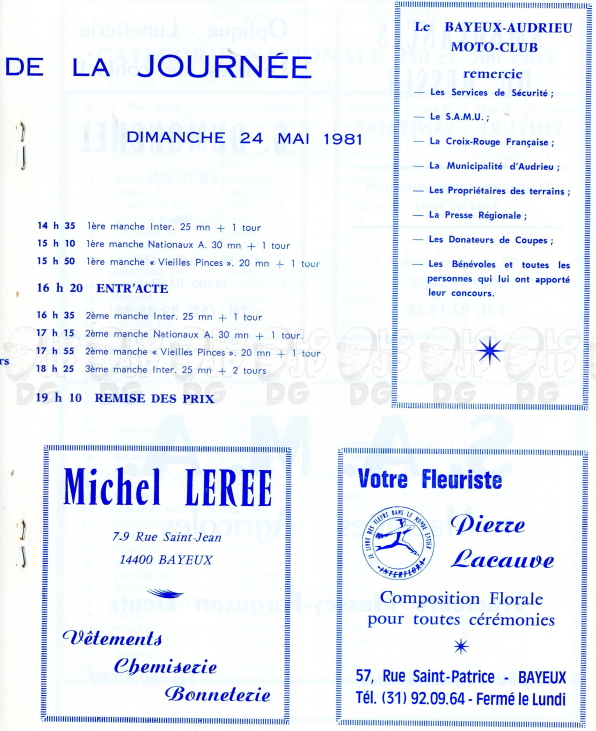 DE LA JOURNÉE
DIMANCHE 24 MAI 1981
14 h 35 1ère manche Inter. 25 mn + 1 tour
15 h 10 1ère manche Nationaux A. 30 mn + 1 tour
15 h 50 1ère manche « Vieilles Pinces ». 20 mn + 1 tour
16 h 20 ENTR'ACTE
16 h 35 2ème manche Inter. 25 mn + 1 tour
17 h 15 2ème manche Nationaux A. 30 mn + 1 tour.
17 h 55 2ème manche « Vieilles Pinces ». 20 mn + 1 tour
rs
18 h 25 3ème manche Inter. 25 mn + 2 tours
19 h 10 REMISE DES PRIX
Le BAYEUX-AUDRIEU
MOTO-CLUB
remercie
— Les Services de Sécurité ;
— Le S.A.M.U. ;
— La Croix-Rouge Française ;
— La Municipalité d'Audrieu ;
— Les Propriétaires des terrains ;
— La Presse Régionale ;
— Les Donateurs de Coupes ;
— Les Bénévoles et toutes les
personnes qui lui ont apporté
leur concours.
Michel LEREE
7-9 Rue Saint-Jean
14400 BAYEUX
Vêtements
Chemiserie
Bonneterie
Votre Fleuriste
INTERFLORA
Pierre
Lacauve
Composition Florale
pour toutes cérémonies
57, Rue Saint-Patrice - BAYEUX
Tél. (31) 92.09.64 - Fermé le Lundi
LG JP DG